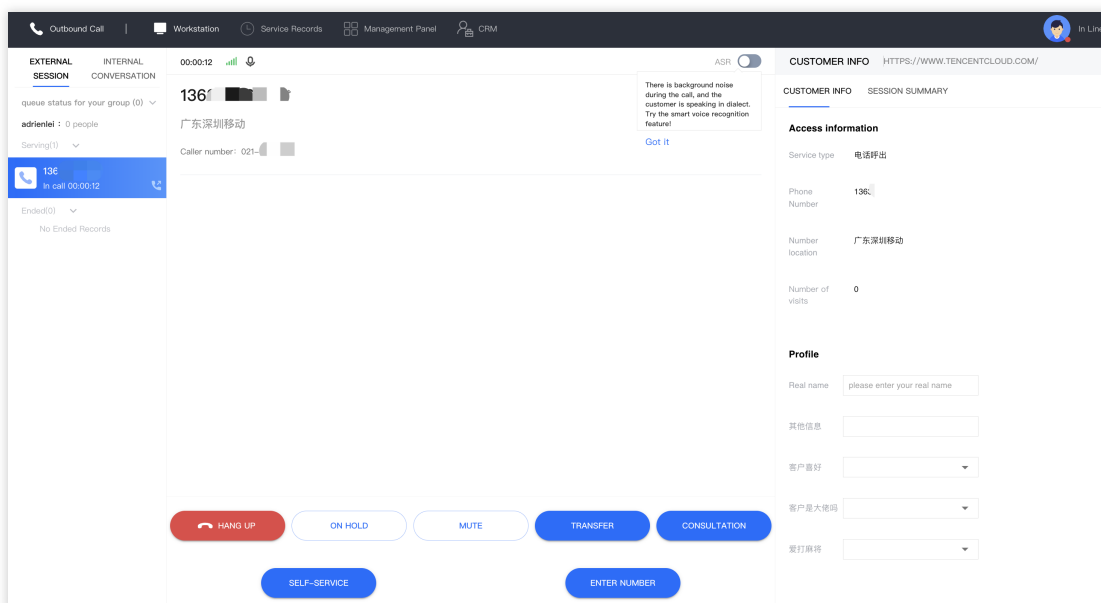 Outbound Call
Workstation
Service Records
Management Panel
CRM
In Line
EXTERNAL SESSION
INTERNAL CONVERSATION
queue status for your group (0)
adrienlei : 0 people
Serving(1)
136
In call 00:00:12
Ended(0)
No Ended Records
00:00:12
ASR
There is background noise
during the call, and the
customer is speaking in dialect.
Try the smart voice recognition
feature!
Got it
136
广东深圳移动
Caller number: 021-
HANG UP
ON HOLD
MUTE
TRANSFER
CONSULTATION
SELF-SERVICE
ENTER NUMBER
CUSTOMER INFO
HTTPS://WWW.TENCENTCLOUD.COM/
CUSTOMER INFO
SESSION SUMMARY
Access information
Service type 电话呼出
Phone Number 136
Number location 广东深圳移动
Number of visits 0
Profile
Real name please enter your real name
其他信息
客户喜好
客户是大佬吗
爱打麻将